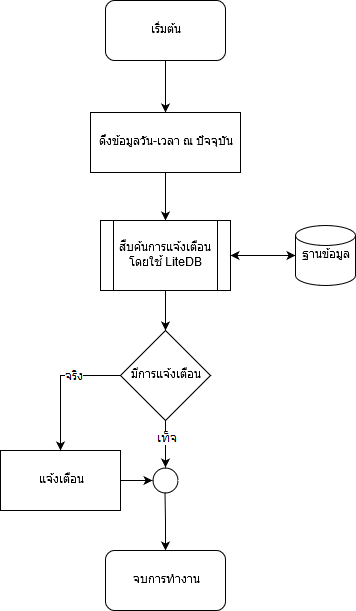 เริ่มต้น
ดึงข้อมูลวัน-เวลา ณ ปัจจุบัน
สืบค้นการแจ้งเตือน
โดยใช้ LiteDB
ฐานข้อมูล
มีการแจ้งเตือน
จริง
เท็จ
แจ้งเตือน
จบการทำงาน